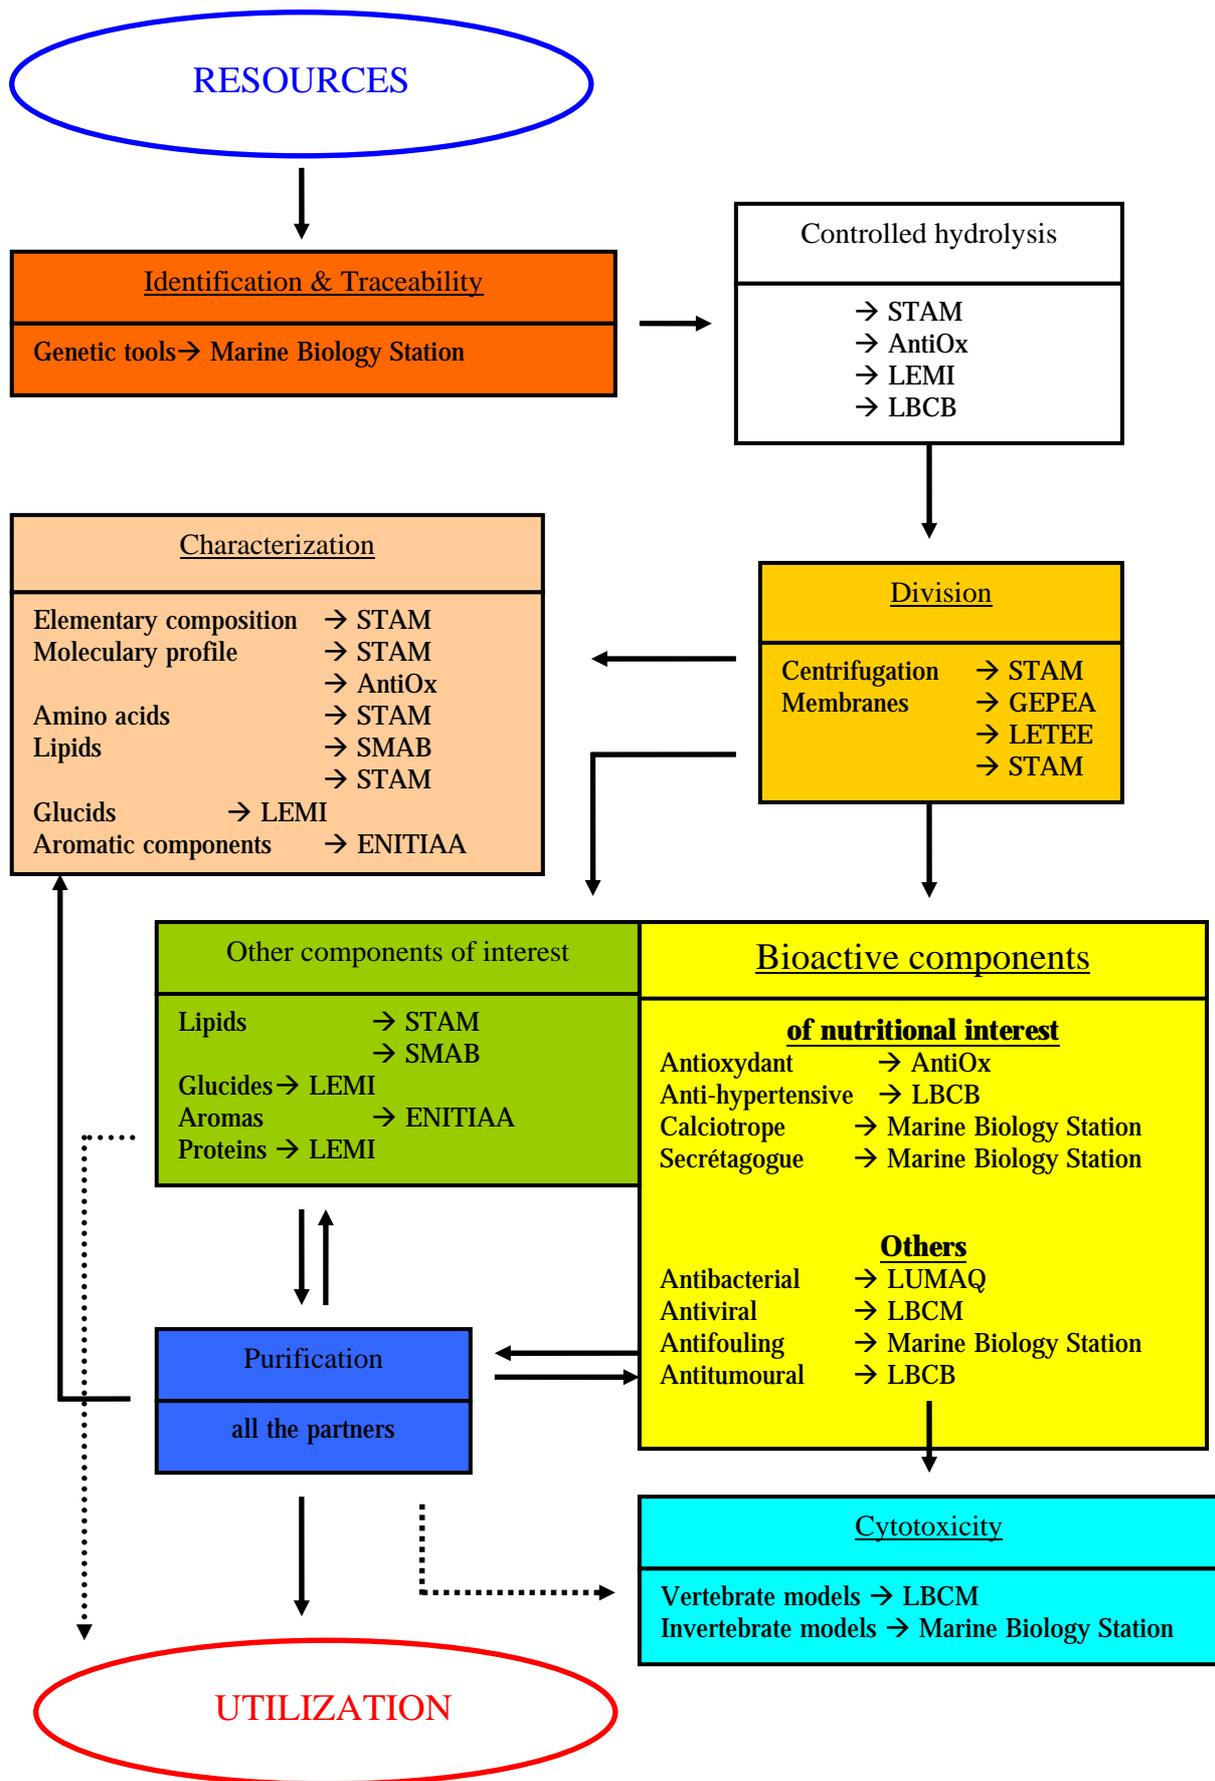 RESOURCES
Identification & Traceability
Genetic tools→ Marine Biology Station
Controlled hydrolysis
→ STAM
→ AntiOx
→ LEMI
→ LBCB
Characterization
Elementary composition → STAM
Moleculary profile → STAM
→ AntiOx
Amino acids → STAM
Lipids → SMAB
→ STAM
Glucids → LEMI
Aromatic components → ENITIAA
Division
Centrifugation → STAM
Membranes → GEPEA
→ LETEE
→ STAM
Other components of interest
Lipids → STAM
→ SMAB
Glucides→ LEMI
Aromas → ENITIAA
Proteins → LEMI
Bioactive components
of nutritional interest
Antioxydant → AntiOx
Anti-hypertensive → LBCB
Calciotrope → Marine Biology Station
Secrétagogue → Marine Biology Station
Others
Antibacterial → LUMAQ
Antiviral → LBCM
Antifouling → Marine Biology Station
Antitumoural → LBCB
Purification
all the partners
Cytotoxicity
Vertebrate models → LBCM
Invertebrate models → Marine Biology Station
UTILIZATION